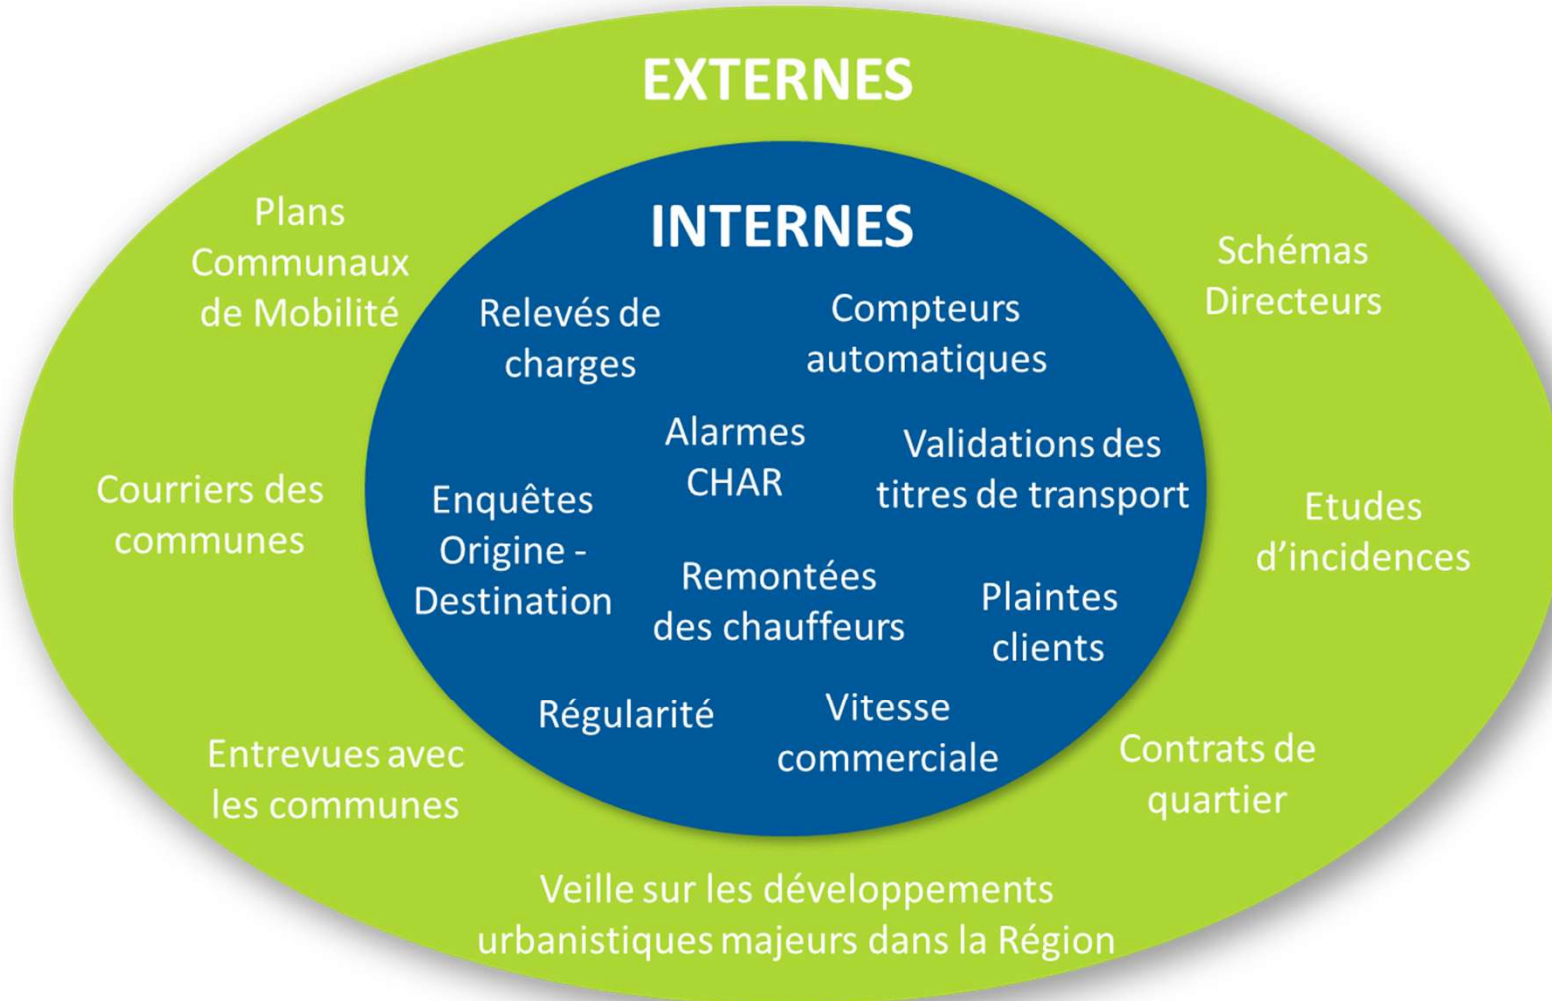 EXTERNES
INTERNES
Plans
Communaux
de Mobilité
Schémas
Directeurs
Relevés de
charges
Compteurs
automatiques
Alarmes
CHAR
Validations des
titres de transport
Courriers des
communes
Enquêtes
Origine -
Destination
Etudes
d’incidences
Remontées
des chauffeurs
Plaintes
clients
Régularité
Vitesse
commerciale
Entrevues avec
les communes
Contrats de
quartier
Veille sur les développements
urbanistiques majeurs dans la Région